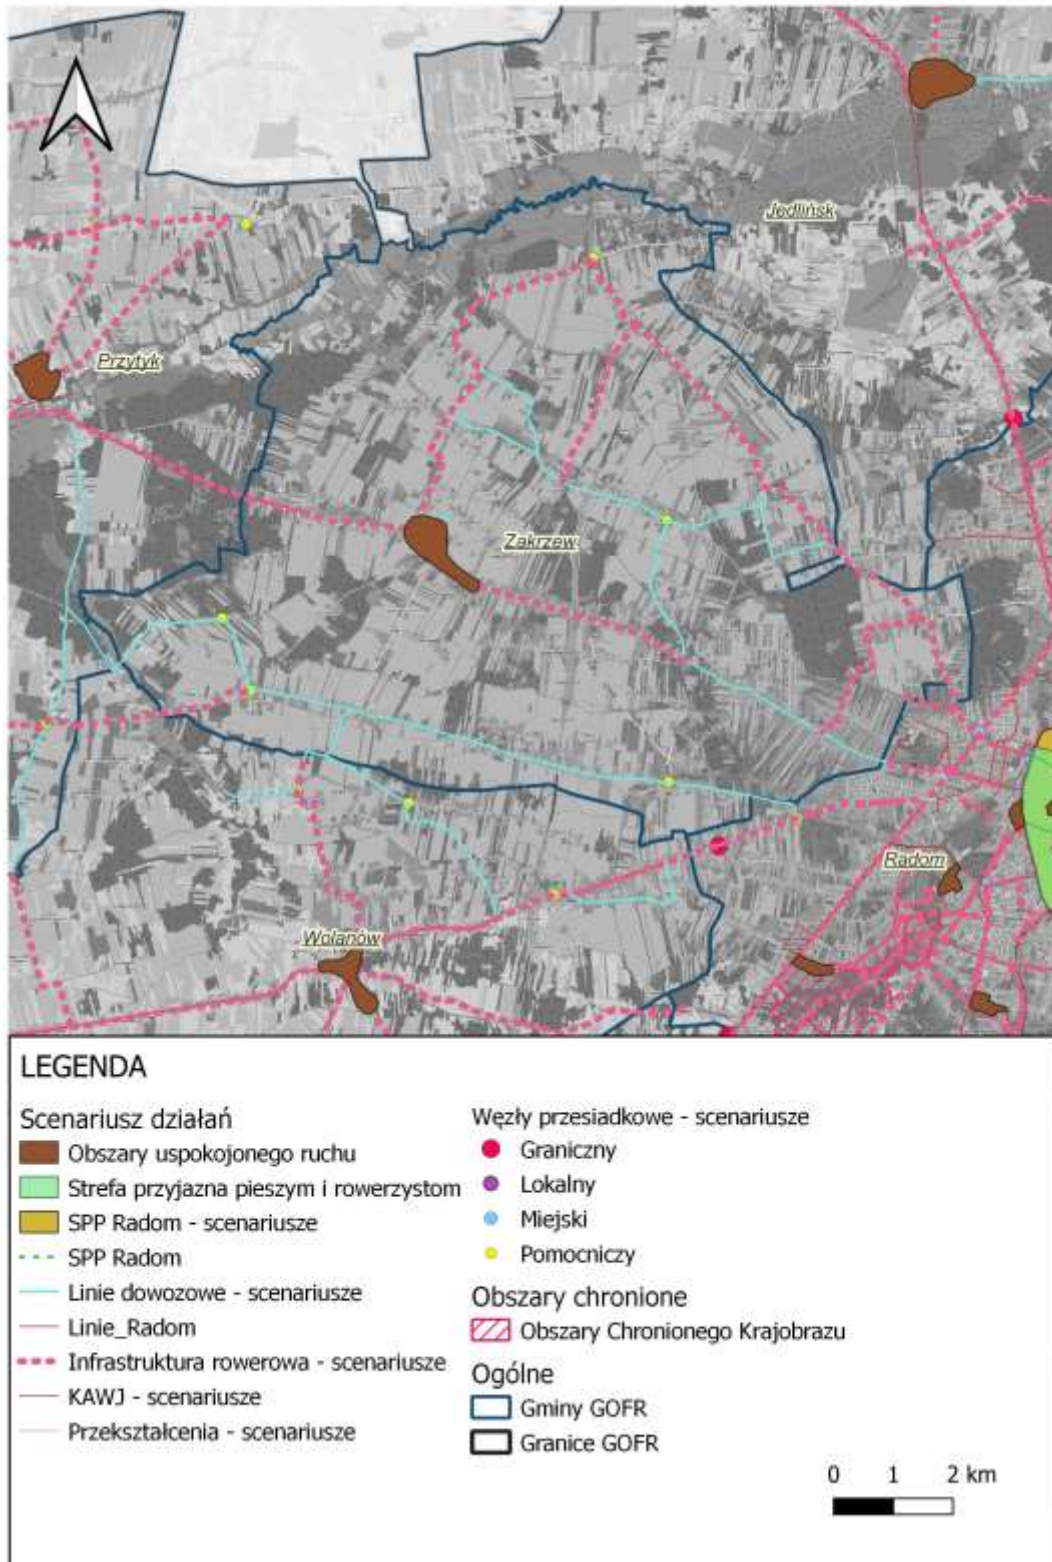 Jedlińsk
Przytyk
Zakrzew
Radom
Wolanów
LEGENDA
Scenariusz działań
Obszary uspokojonego ruchu
Strefa przyjazna pieszym i rowerzystom
SPP Radom - scenariusze
SPP Radom
Linie dowozowe - scenariusze
Linie_Radom
Infrastruktura rowerowa - scenariusze
KAWJ - scenariusze
Przekształcenia - scenariusze
Węzły przesiadkowe - scenariusze
Graniczny
Lokalny
Miejski
Pomocniczy
Obszary chronione
Obszary Chronionego Krajobrazu
Ogólne
Gminy GOFR
Granice GOFR
0 1 2 km